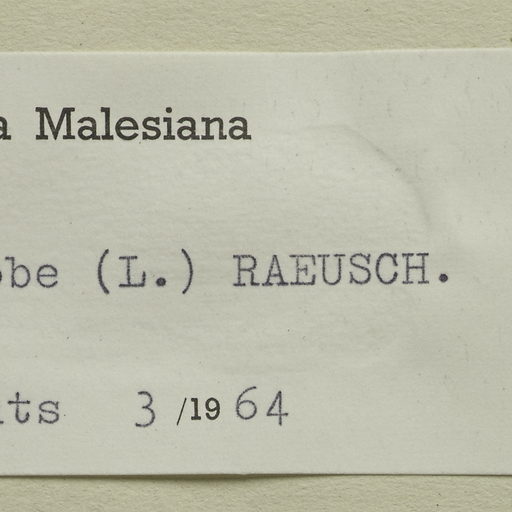 a Malesiana
be (L.) RAEUSCH.
ts 3 /19 64